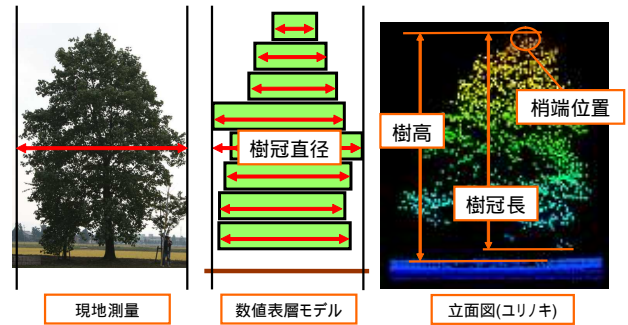 樹冠直径
梢端位置
樹高
樹冠長
現地測量
数値表層モデル
立面図(ユリノキ)